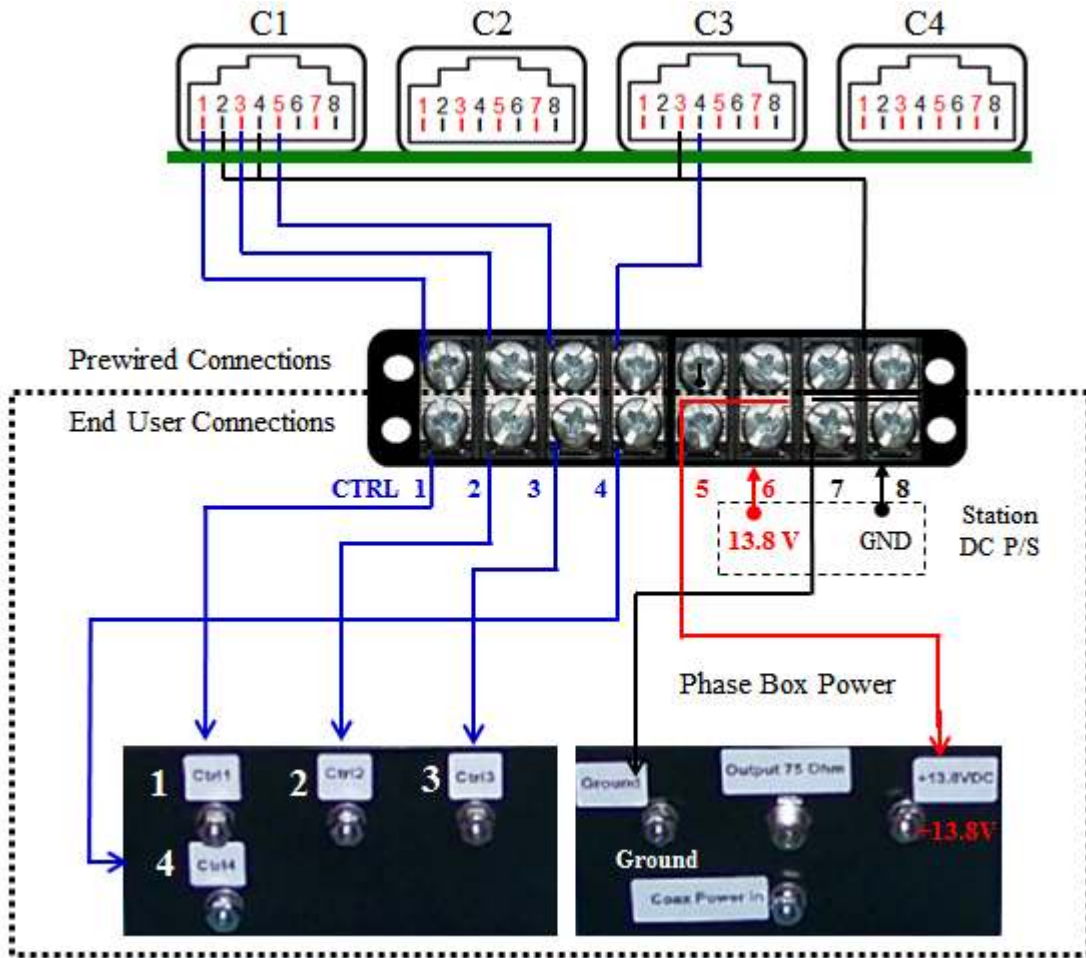 C1 C2 C3 C4
1 2 3 4 5 6 7 8
1 2 3 4 5 6 7 8
1 2 3 4 5 6 7 8
1 2 3 4 5 6 7 8
Prewired Connections
End User Connections
CTRL 1 2 3 4 5 6 7 8
13.8 V
GND
Station
DC P/S
Phase Box Power
1 Ctrl1
2 Ctrl2
3 Ctrl3
4 Ctrl4
Ground
Output 75 Ohm
+13.8VDC
+13.8V
Ground
Coax Power In